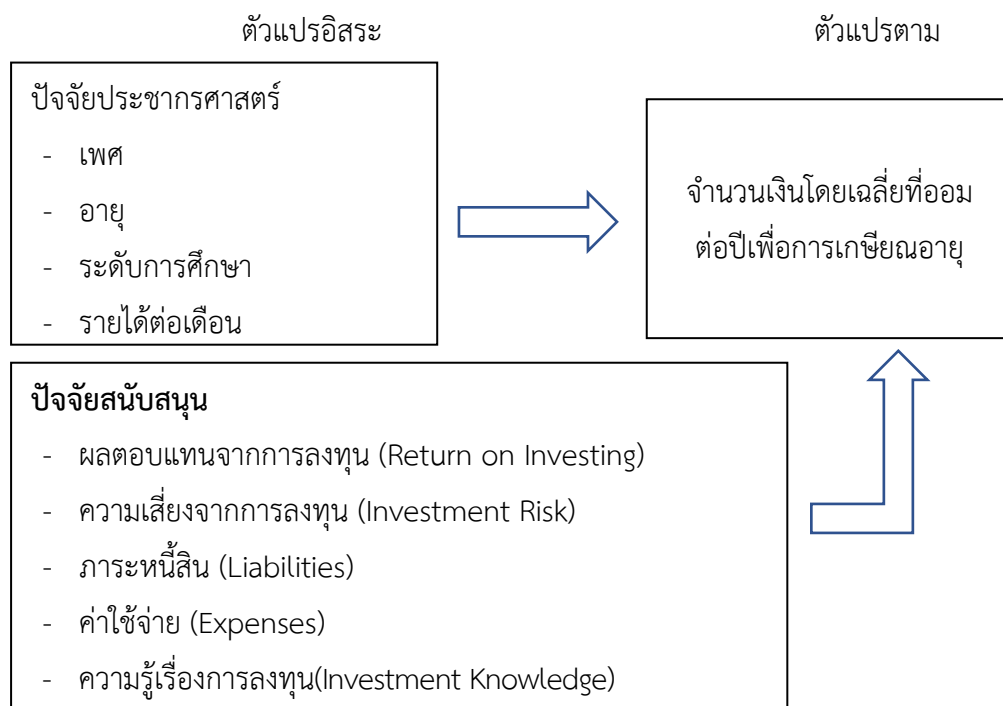 ตัวแปรอิสระ
ตัวแปรตาม
ปัจจัยประชากรศาสตร์
- เพศ
- อายุ
- ระดับการศึกษา
- รายได้ต่อเดือน
จำนวนเงินโดยเฉลี่ยที่ออม
ต่อปีเพื่อการเกษียณอายุ
ปัจจัยสนับสนุน
- ผลตอบแทนจากการลงทุน (Return on Investing)
- ความเสี่ยงจากการลงทุน (Investment Risk)
- ภาระหนี้สิน (Liabilities)
- ค่าใช้จ่าย (Expenses)
- ความรู้เรื่องการลงทุน(Investment Knowledge)